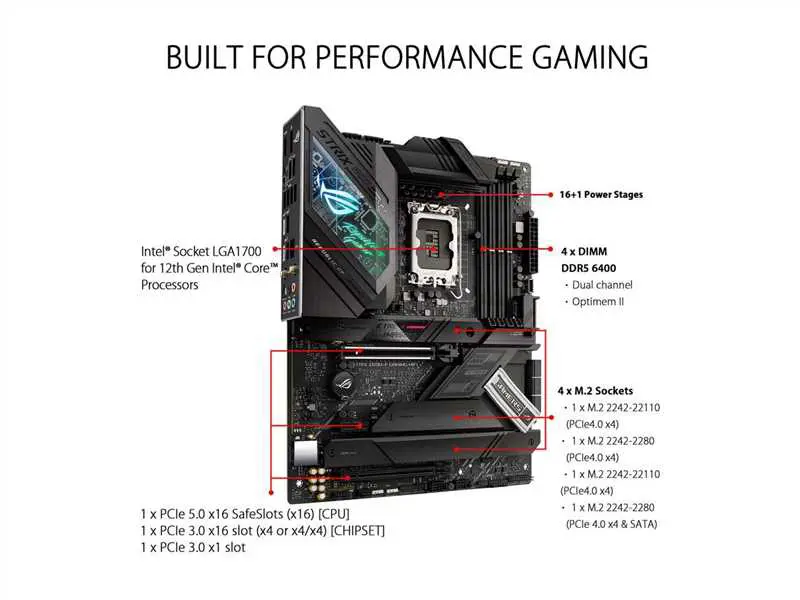 BUILT FOR PERFORMANCE GAMING
STRIX
16+1 Power Stages
Intel® Socket LGA1700
for 12th Gen Intel® Core™
Processors
4 x DIMM
DDR5 6400
· Dual channel
· Optimem II
4 x M.2 Sockets
· 1 x M.2 2242-22110
(PCIe4.0 x4)
· 1 x M.2 2242-2280
(PCIe4.0 x4)
· 1 x M.2 2242-22110
(PCIe4.0 x4)
· 1 x M.2 2242-2280
(PCIe 4.0 x4 & SATA)
1 x PCIe 5.0 x16 SafeSlots (x16) [CPU]
1 x PCIe 3.0 x16 slot (x4 or x4/x4) [CHIPSET]
1 x PCIe 3.0 x1 slot